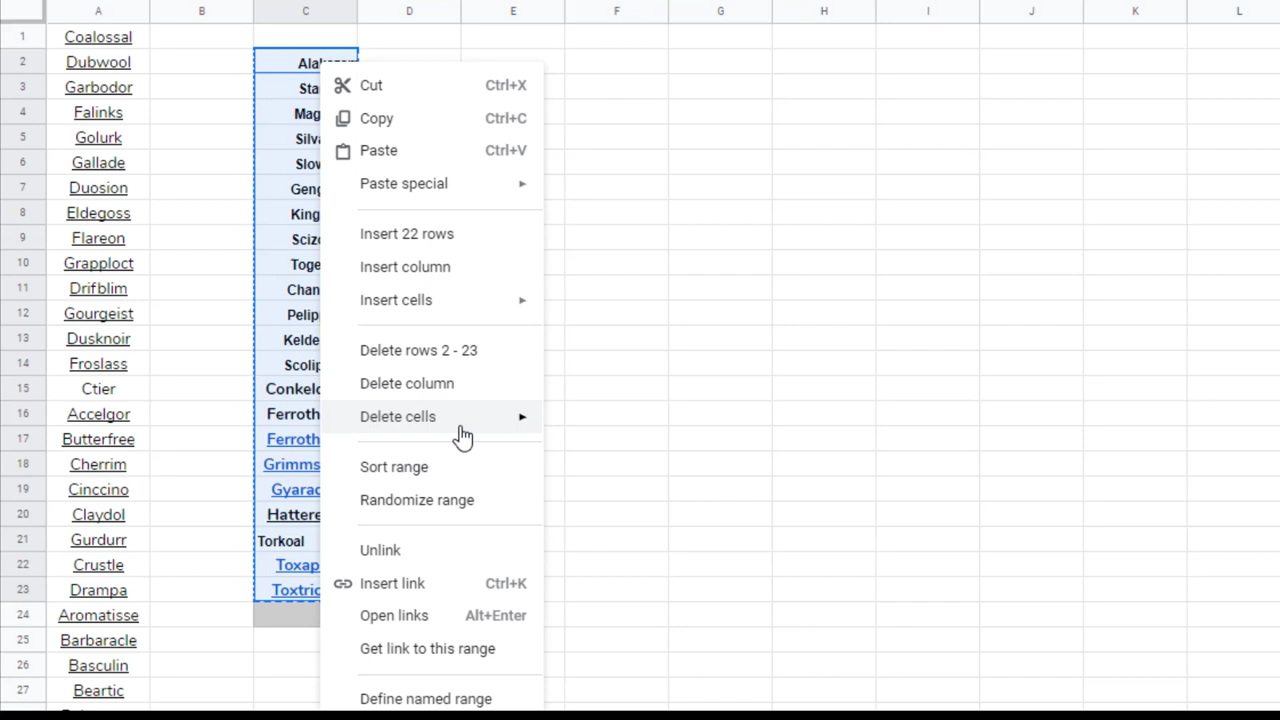 A B C D E F G H I J K L
1 Coalossal
2 Dubwool
3 Garbodor
4 Falinks
5 Golurk
6 Gallade
7 Duosion
8 Eldegoss
9 Flareon
10 Grapploct
11 Drifblim
12 Gourgeist
13 Dusknoir
14 Froslass
15 Ctier
16 Accelgor
17 Butterfree
18 Cherrim
19 Cinccino
20 Claydol
21 Gurdurr Torkoal
22 Crustle
23 Drampa
24 Aromatisse
25 Barbaracle
26 Basculin
27 Beartic
Cut Ctrl+X
Copy Ctrl+C
Paste Ctrl+V
Paste special
Insert 22 rows
Insert column
Insert cells
Delete rows 2 - 23
Delete column
Delete cells
Sort range
Randomize range
Unlink
Insert link Ctrl+K
Open links Alt+Enter
Get link to this range
Define named range